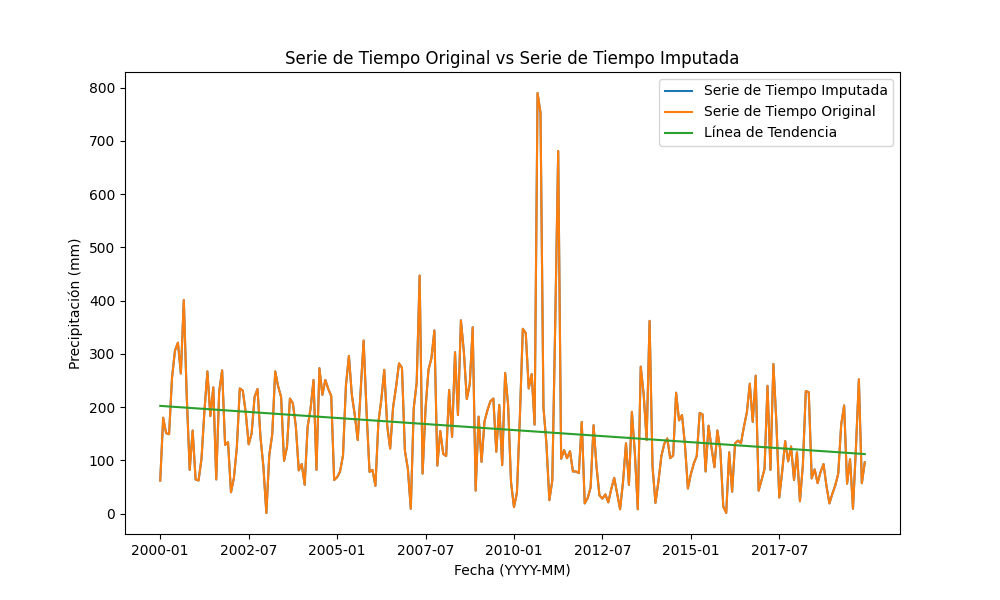 Serie de Tiempo Original vs Serie de Tiempo Imputada
Serie de Tiempo Imputada
Serie de Tiempo Original
Línea de Tendencia
Precipitación (mm)
800
700
600
500
400
300
200
100
0
2000-01 2002-07 2005-01 2007-07 2010-01 2012-07 2015-01 2017-07
Fecha (YYYY-MM)